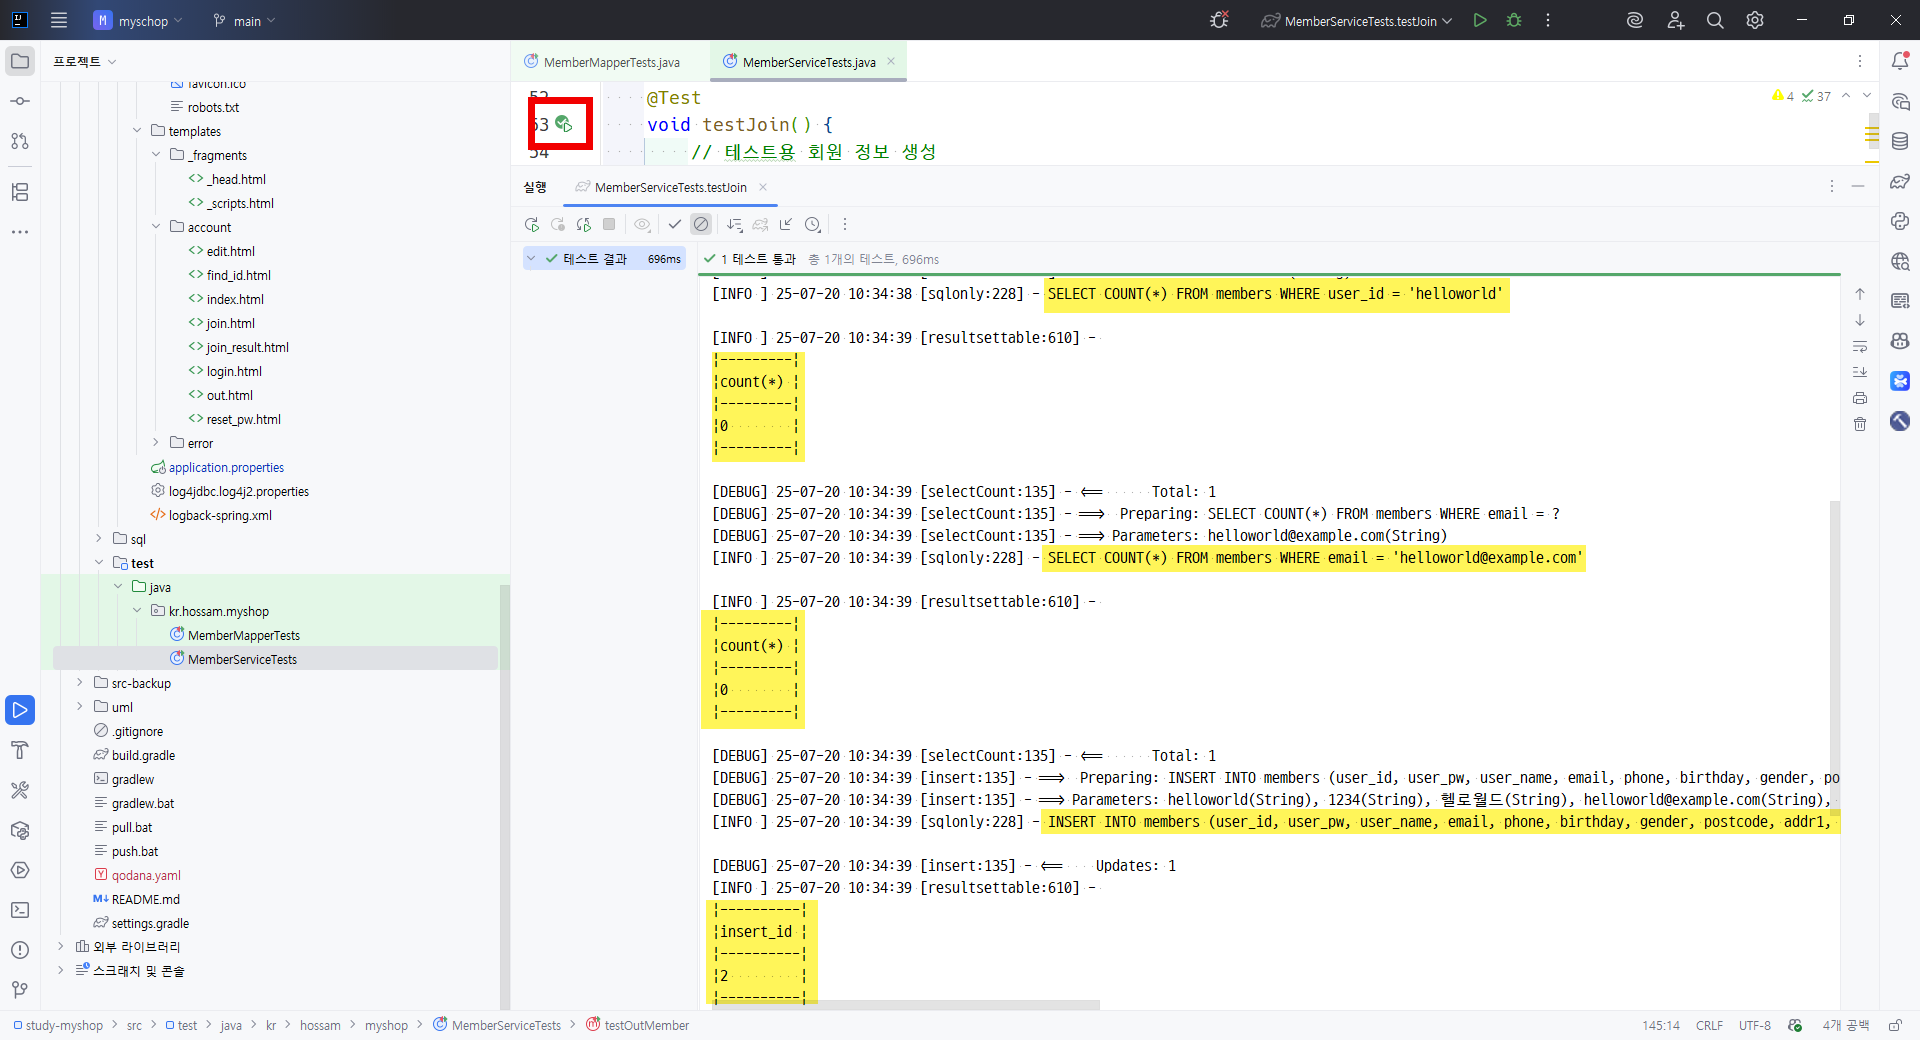 M myschop
main
MemberServiceTests.testJoin
프로젝트
favicon.ico
robots.txt
templates
_fragments
_head.html
_scripts.html
account
edit.html
find_id.html
index.html
join.html
join_result.html
login.html
out.html
reset_pw.html
error
application.properties
log4jdbc.log4j2.properties
logback-spring.xml
sql
test
java
kr.hossam.myshop
MemberMapperTests
MemberServiceTests
src-backup
uml
.gitignore
build.gradle
gradlew
gradlew.bat
pull.bat
push.bat
qodana.yaml
README.md
settings.gradle
외부 라이브러리
스크래치 및 콘솔
MemberMapperTests.java
MemberServiceTests.java
52 @Test
53 void testJoin() {
54 // 테스트용 회원 정보 생성
4 37
실행 MemberServiceTests.testJoin
테스트 결과 696ms
1 테스트 통과 총 1개의 테스트, 696ms
[INFO ] 25-07-20 10:34:38 [sqlonly:228] - SELECT COUNT(*) FROM members WHERE user_id = 'helloworld'
[INFO ] 25-07-20 10:34:39 [resultsettable:610] -
|---------|
|count(*) |
|---------|
|0        |
|---------|
[DEBUG] 25-07-20 10:34:39 [selectCount:135] - <==      Total: 1
[DEBUG] 25-07-20 10:34:39 [selectCount:135] - ==>  Preparing: SELECT COUNT(*) FROM members WHERE email = ?
[DEBUG] 25-07-20 10:34:39 [selectCount:135] - ==> Parameters: helloworld@example.com(String)
[INFO ] 25-07-20 10:34:39 [sqlonly:228] - SELECT COUNT(*) FROM members WHERE email = 'helloworld@example.com'
[INFO ] 25-07-20 10:34:39 [resultsettable:610] -
|---------|
|count(*) |
|---------|
|0        |
|---------|
[DEBUG] 25-07-20 10:34:39 [selectCount:135] - <==      Total: 1
[DEBUG] 25-07-20 10:34:39 [insert:135] - ==>  Preparing: INSERT INTO members (user_id, user_pw, user_name, email, phone, birthday, gender, po
[DEBUG] 25-07-20 10:34:39 [insert:135] - ==> Parameters: helloworld(String), 1234(String), 헬로월드(String), helloworld@example.com(String),
[INFO ] 25-07-20 10:34:39 [sqlonly:228] - INSERT INTO members (user_id, user_pw, user_name, email, phone, birthday, gender, postcode, addr1,
[DEBUG] 25-07-20 10:34:39 [insert:135] - <==    Updates: 1
[INFO ] 25-07-20 10:34:39 [resultsettable:610] -
|----------|
|insert_id |
|----------|
|2         |
|----------|
study-myshop > src > test > java > kr > hossam > myshop > MemberServiceTests > testOutMember
145:14 CRLF UTF-8 4개 공백